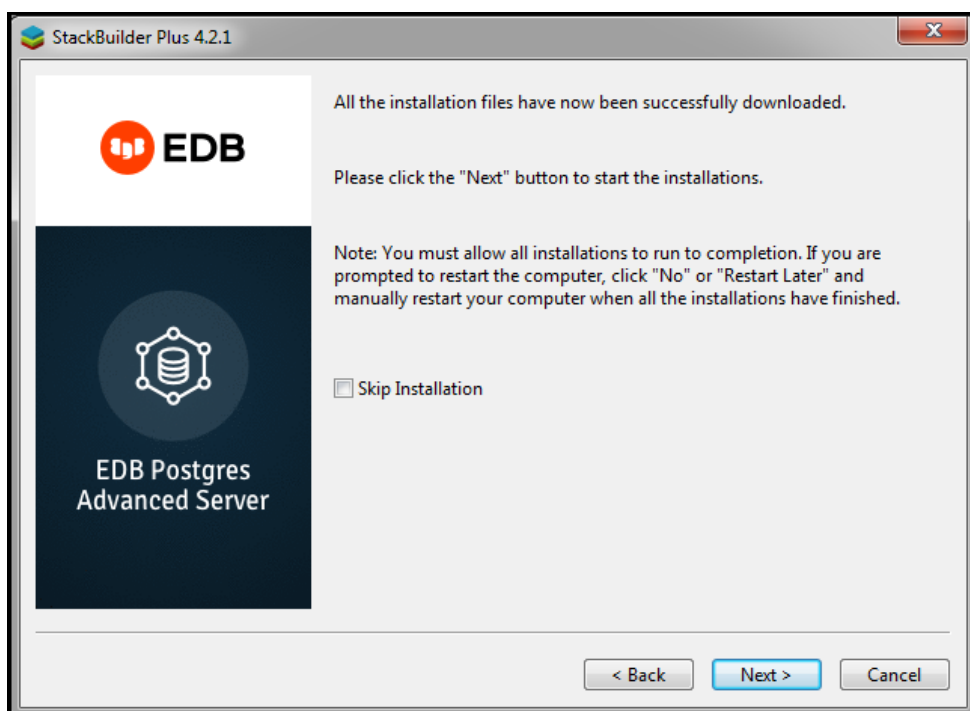 StackBuilder Plus 4.2.1
EDB
EDB Postgres
Advanced Server
All the installation files have now been successfully downloaded.
Please click the "Next" button to start the installations.
Note: You must allow all installations to run to completion. If you are
prompted to restart the computer, click "No" or "Restart Later" and
manually restart your computer when all the installations have finished.
Skip Installation
< Back
Next >
Cancel